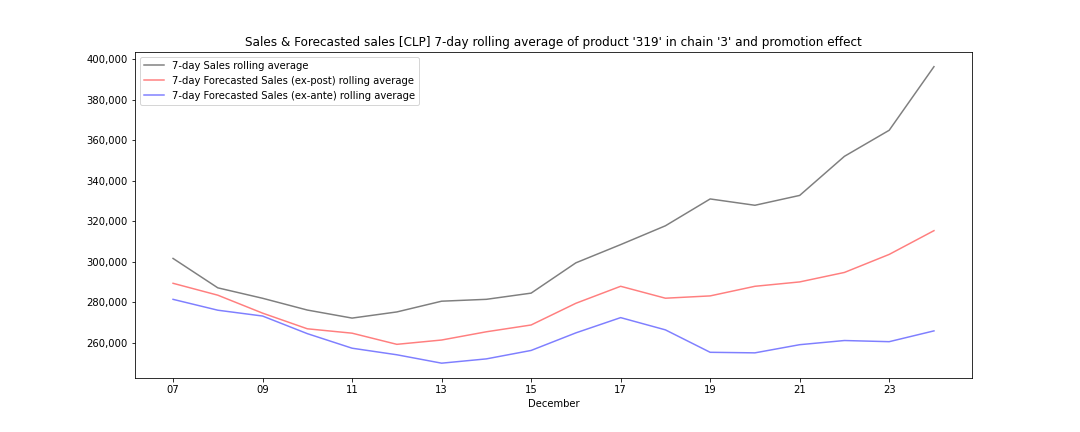 Sales & Forecasted sales [CLP] 7-day rolling average of product '319' in chain '3' and promotion effect
400,000
380,000
360,000
340,000
320,000
300,000
280,000
260,000
7-day Sales rolling average
7-day Forecasted Sales (ex-post) rolling average
7-day Forecasted Sales (ex-ante) rolling average
07 09 11 13 15 17 19 21 23
December